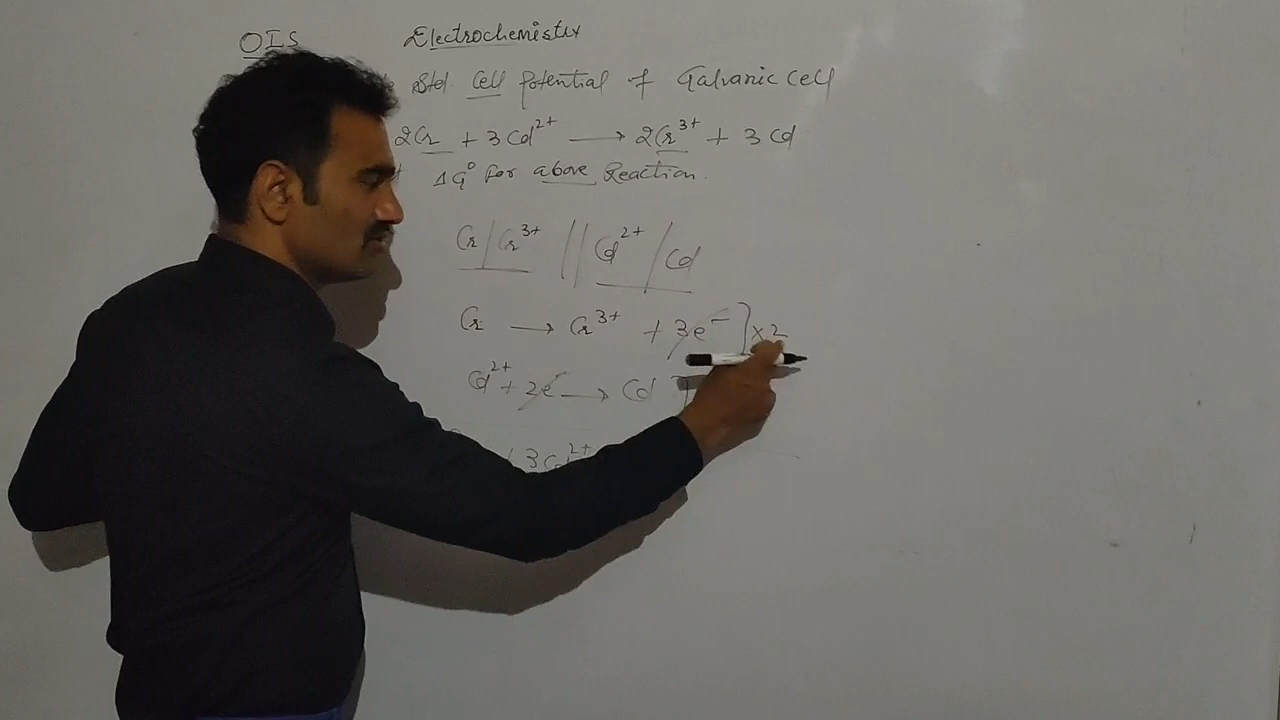 OIS Electrochemistry
Std Cell Potential of Galvanic Cell
2Cr + 3Cd²⁺ → 2Cr³⁺ + 3Cd
ΔG⁰ for above Reaction.
Cr/Cr³⁺ // Cd²⁺/Cd
Cr → Cr³⁺ + 3e⁻ ] ×2
Cd²⁺ + 2e⁻ → Cd ]
+ 3Cd²⁺